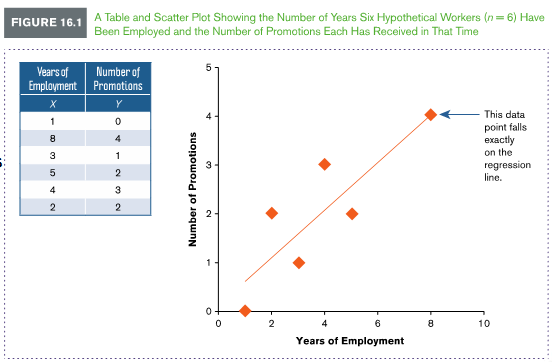 FIGURE 16.1
A Table and Scatter Plot Showing the Number of Years Six Hypothetical Workers (n = 6) Have
Been Employed and the Number of Promotions Each Has Received in That Time
Years of Number of
Employment Promotions
X Y
1 0
8 4
3 1
5 2
4 3
2 2
Number of Promotions
5
4
3
2
1
0
0 2 4 6 8 10
Years of Employment
This data
point falls
exactly
on the
regression
line.